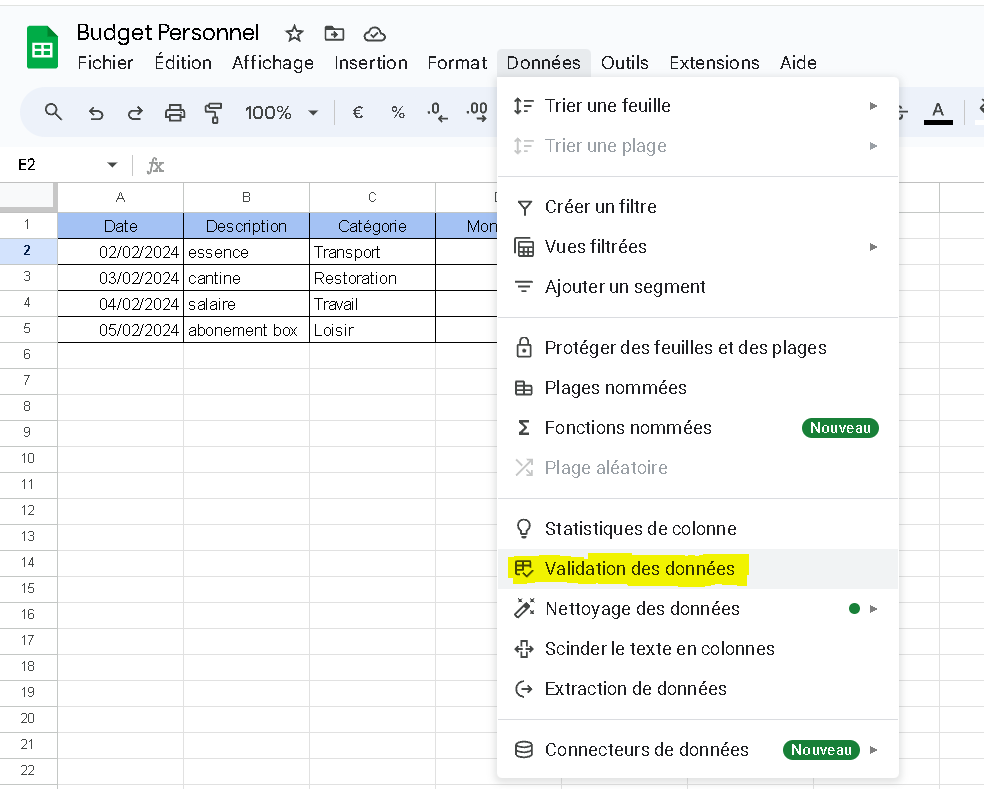 Budget Personnel
Fichier Édition Affichage Insertion Format Données Outils Extensions Aide
100% € % .0 .00 A
E2 fx
A B C
1 Date Description Catégorie
2 02/02/2024 essence Transport
3 03/02/2024 cantine Restoration
4 04/02/2024 salaire Travail
5 05/02/2024 abonement box Loisir
6
7
8
9
10
11
12
13
14
15
16
17
18
19
20
21
22
Trier une feuille
Trier une plage
Créer un filtre
Vues filtrées
Ajouter un segment
Protéger des feuilles et des plages
Plages nommées
Fonctions nommées Nouveau
Plage aléatoire
Statistiques de colonne
Validation des données
Nettoyage des données
Scinder le texte en colonnes
Extraction de données
Connecteurs de données Nouveau